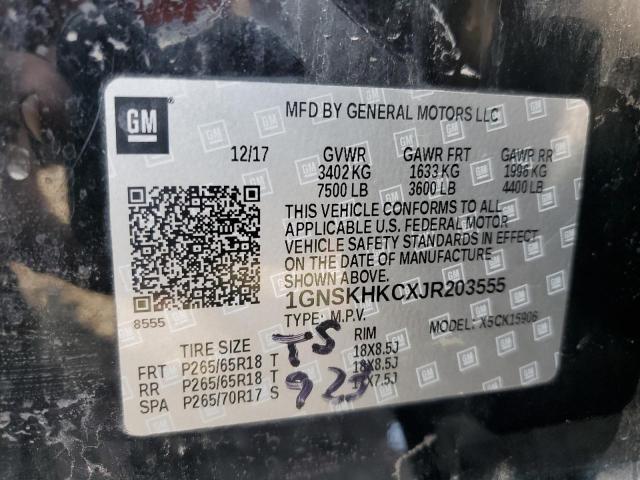 GM
MFD BY GENERAL MOTORS LLC
12/17 GVWR GAWR FRT GAWR RR
3402 KG 1633 KG 1996 KG
7500 LB 3600 LB 4400 LB
THIS VEHICLE CONFORMS TO ALL
APPLICABLE U.S. FEDERAL MOTOR
VEHICLE SAFETY STANDARDS IN EFFECT
ON THE DATE OF MANUFACTURE
SHOWN ABOVE.
8555
1GNSKHKCXJR203555
TYPE: M.P.V. MODEL: X5CK15906
TIRE SIZE RIM
FRT P265/65R18 T 18X8.5J
RR P265/65R18 T 18X8.5J
SPA P265/70R17 S X7.5J
TS
923